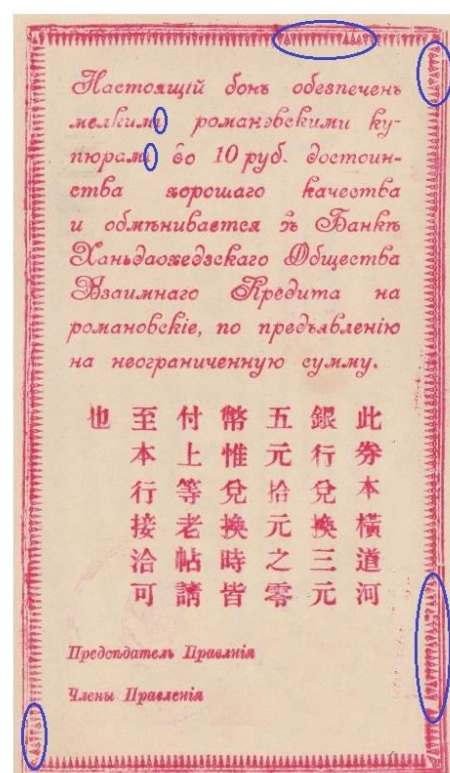 Настоящій бонъ обезпеченъ
мелкими романовскими ку-
пюрами до 10 руб. достоин-
ства хорошаго качества
и обмѣнивается въ Банкѣ
Ханьдаохедзскаго Общества
Взаимнаго Кредита на
романовскіе, по предъявленію
на неограниченную сумму.
此券本橫道河
銀行兌換三元
五元拾元之零
幣惟兌換時皆
付上等老帖請
至本行接洽可
也
Предсѣдатель Правлнія
Члены Правленія